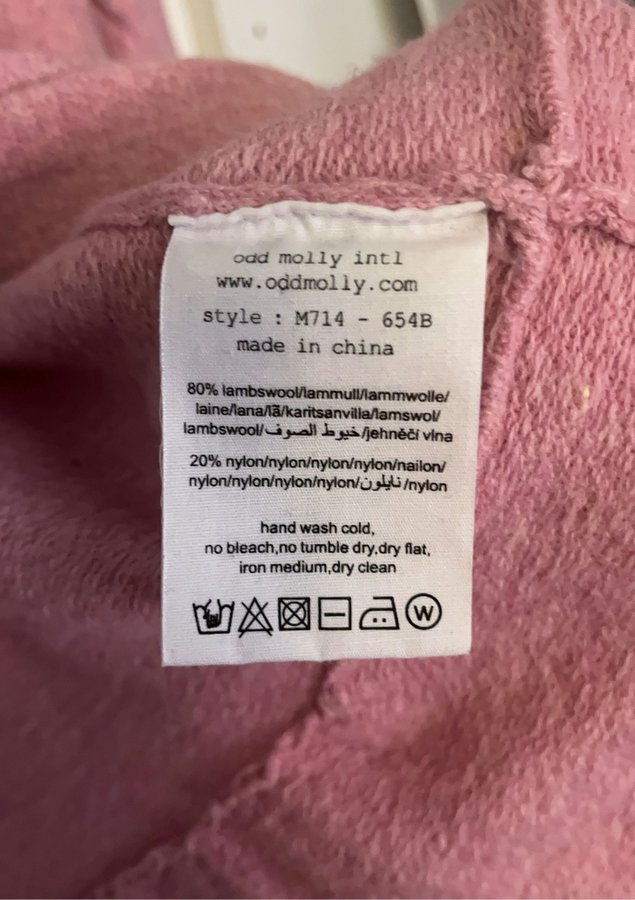 odd molly intl
www.oddmolly.com
style : M714 - 654B
made in china
80% lambswool/lammull/lammwolle/
laine/lana/lã/karitsanvilla/lamswol/
lambswool/خيوط الصوف/jehněčí vlna
20% nylon/nylon/nylon/nylon/nailon/
nylon/nylon/nylon/nylon/نايلون/nylon
hand wash cold,
no bleach,no tumble dry,dry flat,
iron medium,dry clean
W